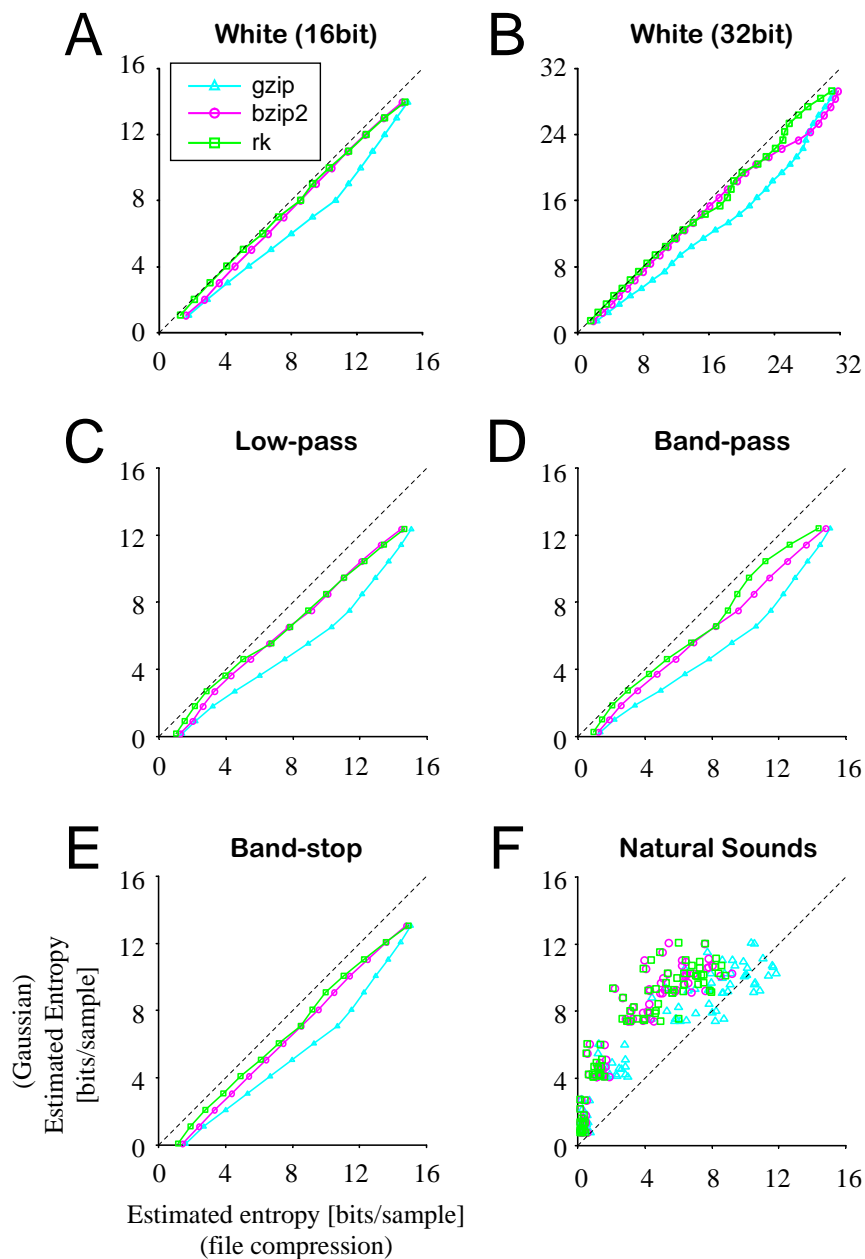 A
White (16bit)
16
12
8
4
0
0 4 8 12 16
gzip
bzip2
rk
B
White (32bit)
32
24
16
8
0
0 8 16 24 32
C
Low-pass
16
12
8
4
0
0 4 8 12 16
D
Band-pass
16
12
8
4
0
0 4 8 12 16
E
Band-stop
16
12
8
4
0
0 4 8 12 16
((Gaussian)
Estimated Entropy
[bits/sample]
Estimated entropy [bits/sample]
(file compression)
F
Natural Sounds
16
12
8
4
0
0 4 8 12 16